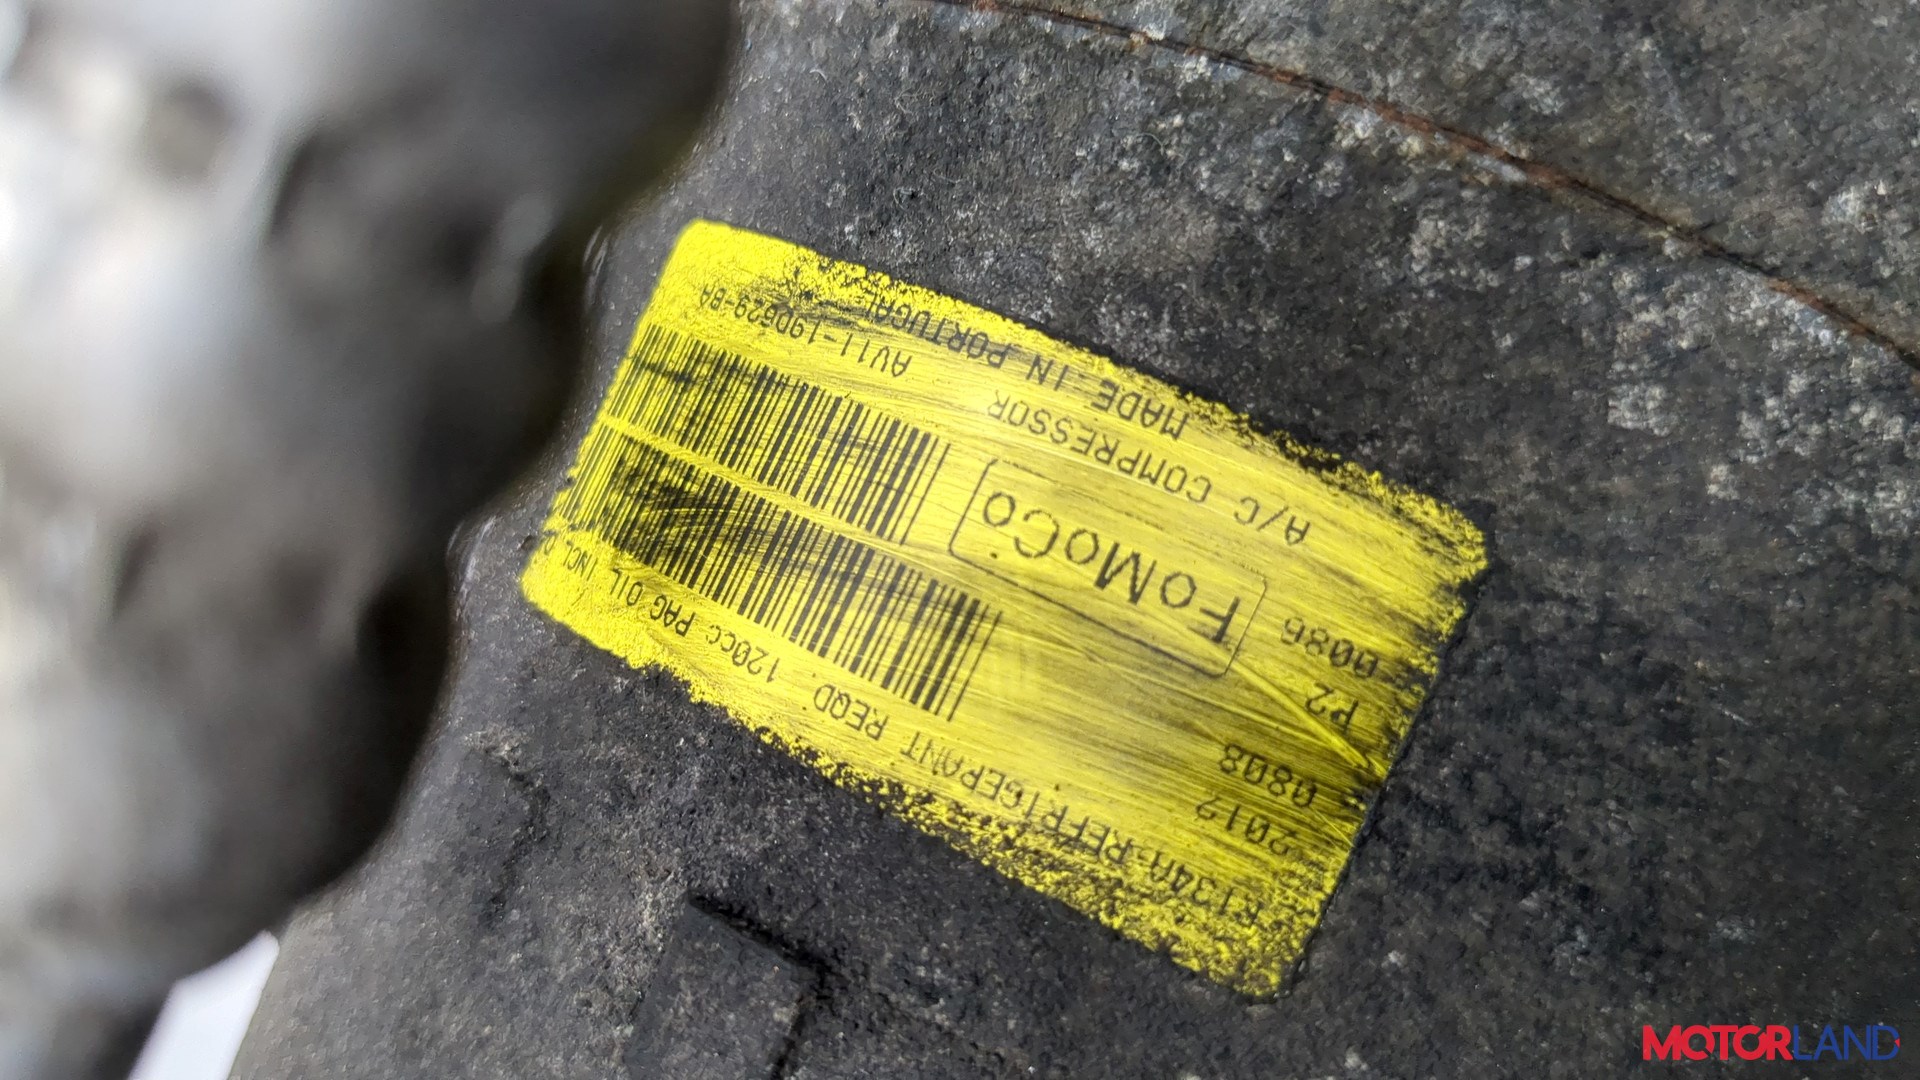 R134A-REFRIGERANT REQD. 120cc PAG OIL INCL
2012
0808
P2
0086
FoMoCo
A/C COMPRESSOR AV11-19D629-BA
MADE IN PORTUGAL
MOTORLAND